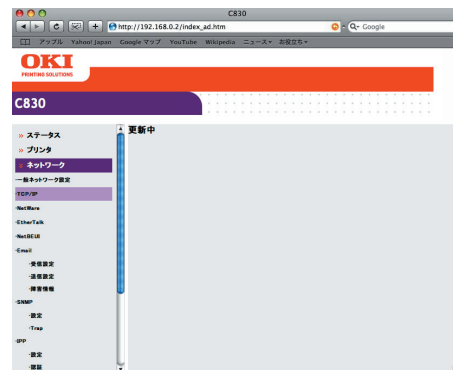 C830
http://192.168.0.2/index_ad.htm
Q- Google
アップル Yahoo! Japan Google マップ YouTube Wikipedia ニュース▾ お役立ち▾
OKI
PRINTING SOLUTIONS
C830
» ステータス
» プリンタ
» ネットワーク
-一般ネットワーク設定
-TCP/IP
-NetWare
-EtherTalk
-NetBEUI
-Email
-受信設定
-送信設定
-障害情報
-SNMP
-設定
-Trap
-IPP
-設定
-認証
更新中